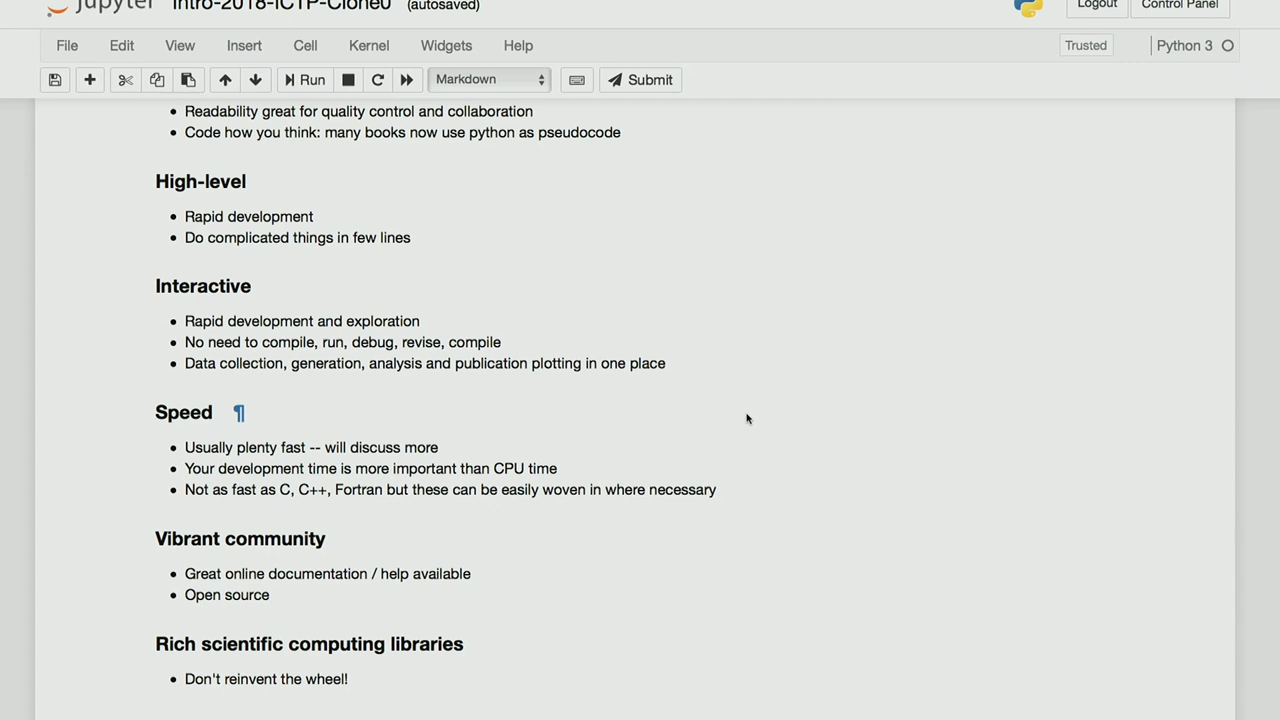 jupyter Intro-2018-ICTP-Clone0 (autosaved) Logout Control Panel
File Edit View Insert Cell Kernel Widgets Help Trusted Python 3
Run Markdown Submit
• Readability great for quality control and collaboration
• Code how you think: many books now use python as pseudocode
High-level
• Rapid development
• Do complicated things in few lines
Interactive
• Rapid development and exploration
• No need to compile, run, debug, revise, compile
• Data collection, generation, analysis and publication plotting in one place
Speed ¶
• Usually plenty fast -- will discuss more
• Your development time is more important than CPU time
• Not as fast as C, C++, Fortran but these can be easily woven in where necessary
Vibrant community
• Great online documentation / help available
• Open source
Rich scientific computing libraries
• Don't reinvent the wheel!